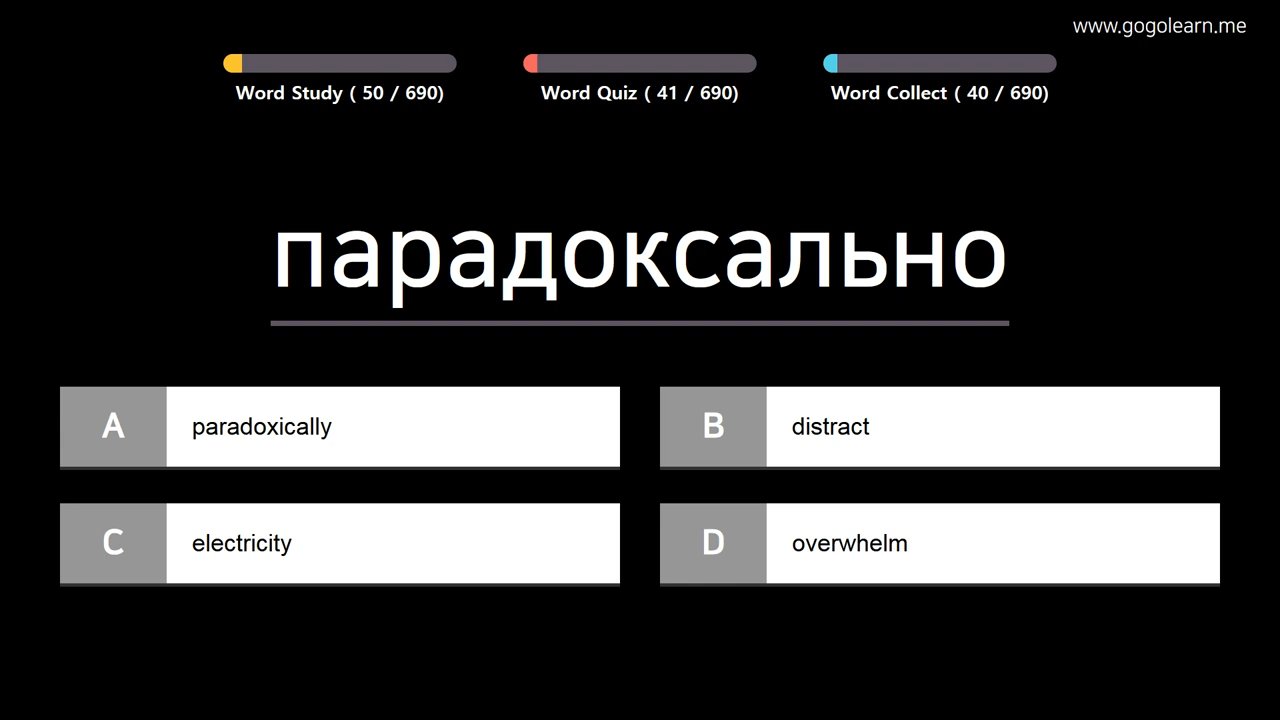 www.gogolearn.me
Word Study ( 50 / 690)
Word Quiz ( 41 / 690)
Word Collect ( 40 / 690)
парадоксально
A paradoxically
B distract
C electricity
D overwhelm